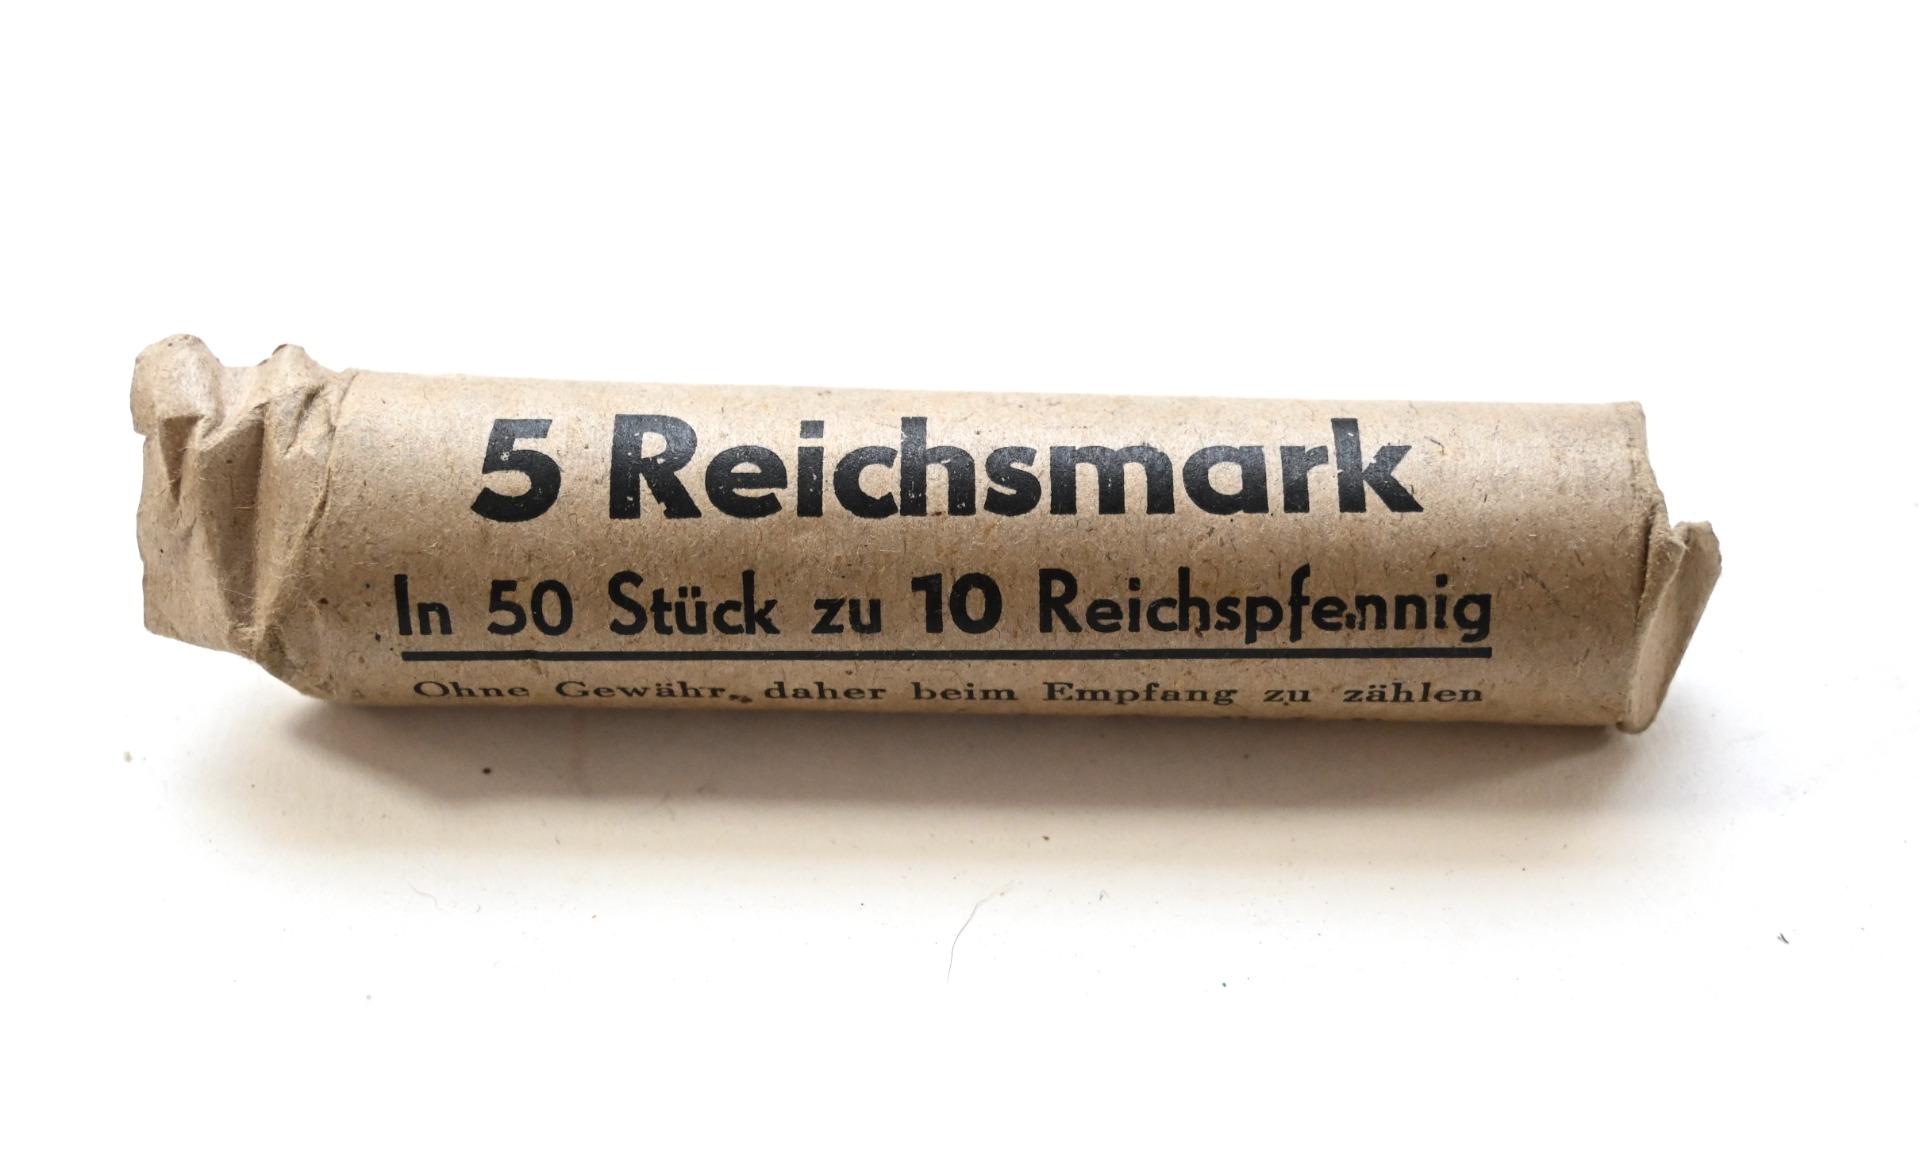 5 Reichsmark
In 50 Stück zu 10 Reichspfennig
Ohne Gewähr, daher beim Empfang zu zählen